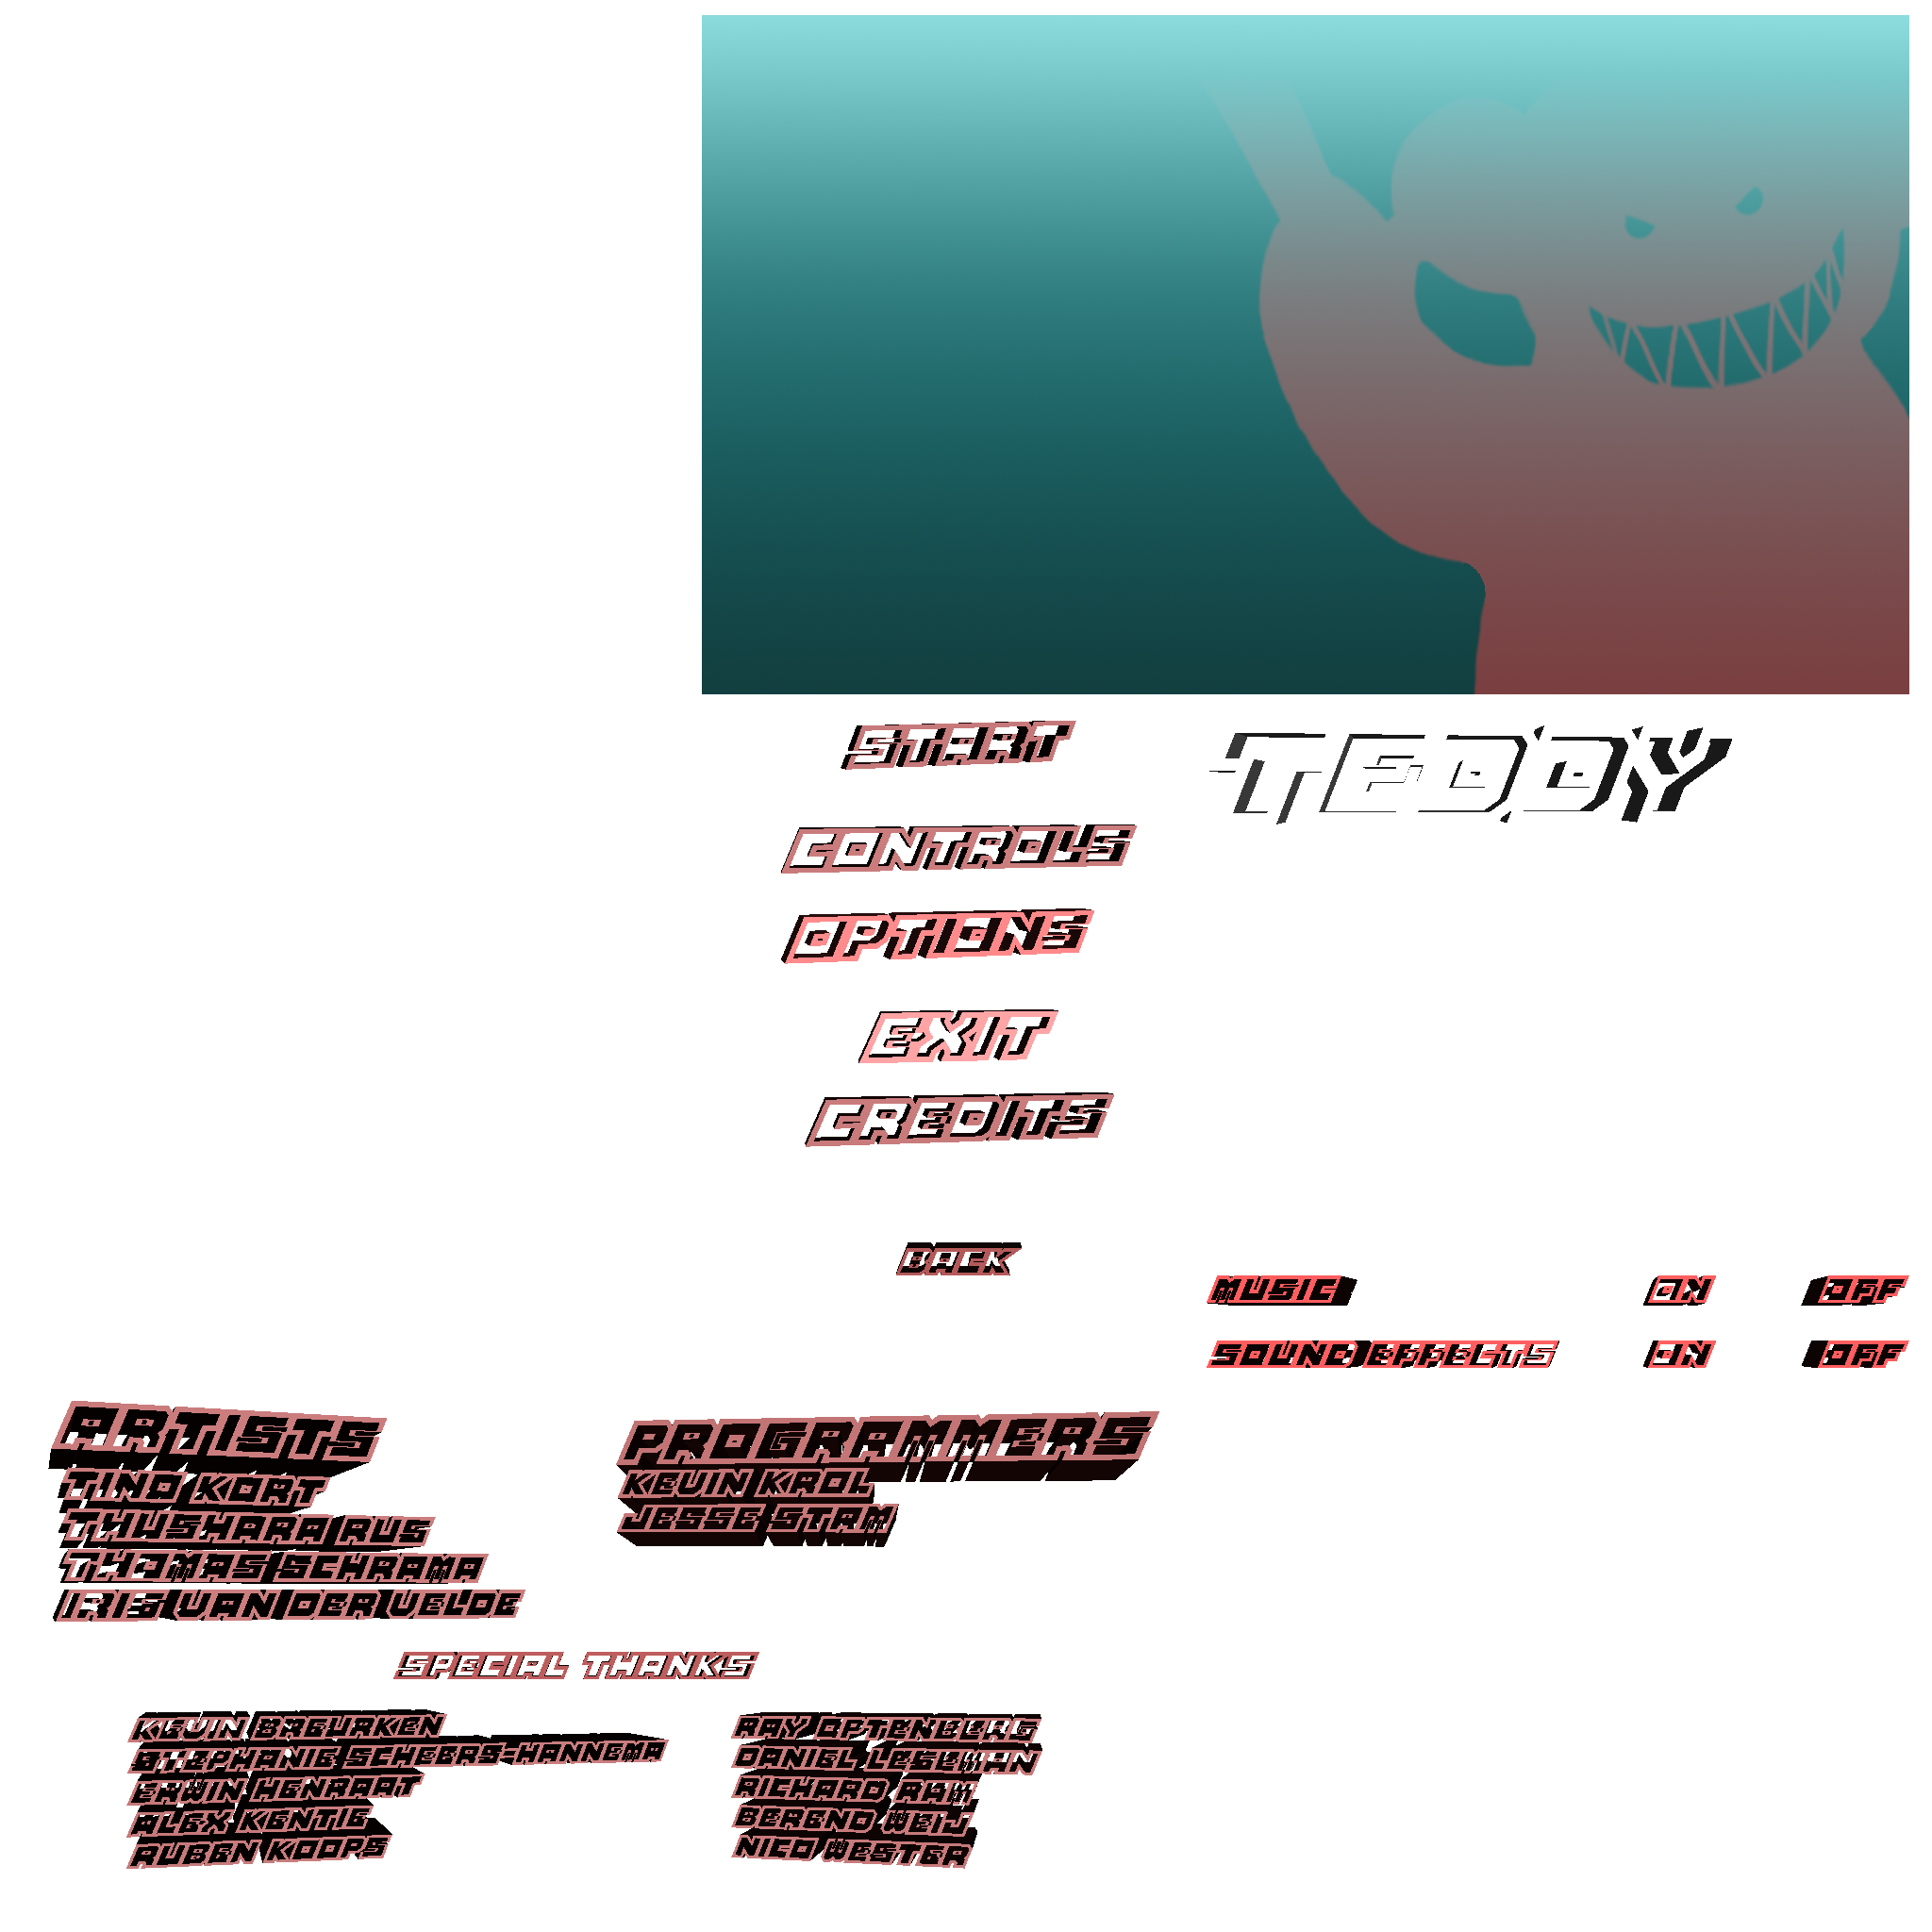 START
TEDDY
CONTROLS
OPTIONS
EXIT
CREDITS
BACK
MUSIC ON OFF
SOUND EFFECTS ON OFF
ARTISTS
TINO KORT
THUSHARA RUS
THOMAS SCHRAMA
IRIS VAN DER VELDE
PROGRAMMERS
KEVIN KROL
JESSE STAM
SPECIAL THANKS
KEVIN BREURKEN
STEPHANIE SCHEERS-HANNEMA
ERWIN HENRAAT
ALEX KENTIE
RUBEN KOOPS
RAY OPTENBERG
DANIEL LESEMAN
RICHARD RAM
BEREND WEIJ
NICO WESTER